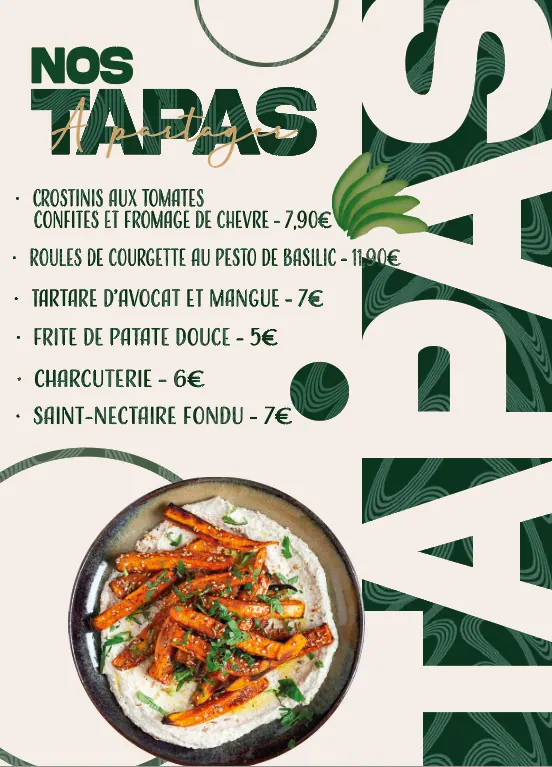 NOS
TAPAS
A partager
· CROSTINIS AUX TOMATES
CONFITES ET FROMAGE DE CHEVRE - 7,90€
· ROULES DE COURGETTE AU PESTO DE BASILIC - 11,90€
· TARTARE D'AVOCAT ET MANGUE - 7€
· FRITE DE PATATE DOUCE - 5€
· CHARCUTERIE - 6€
· SAINT-NECTAIRE FONDU - 7€
TAPAS